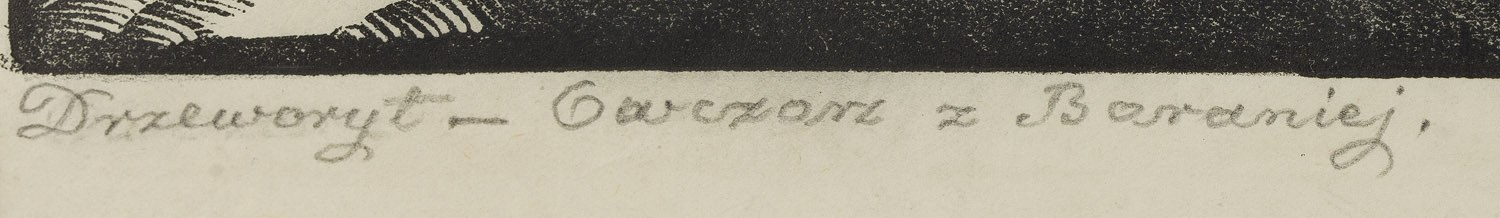 Drzeworyt – Owczarz z Baraniej.